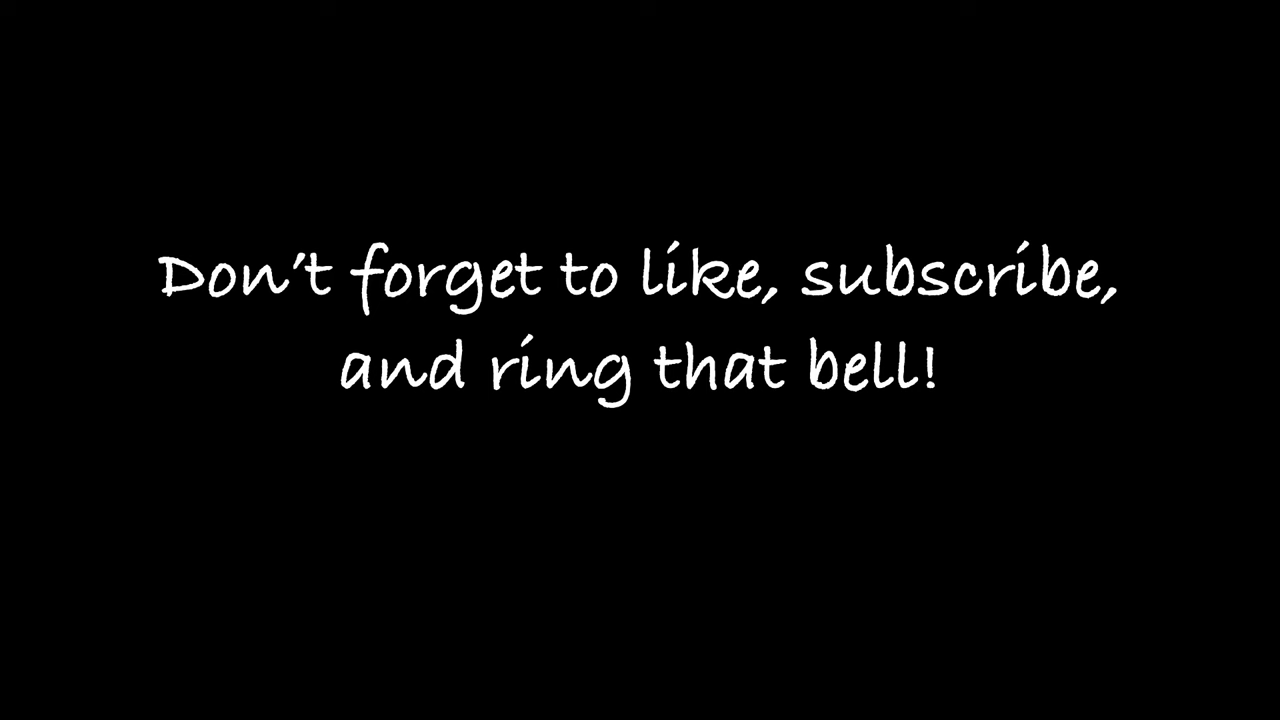 Don't forget to like, subscribe,
and ring that bell!